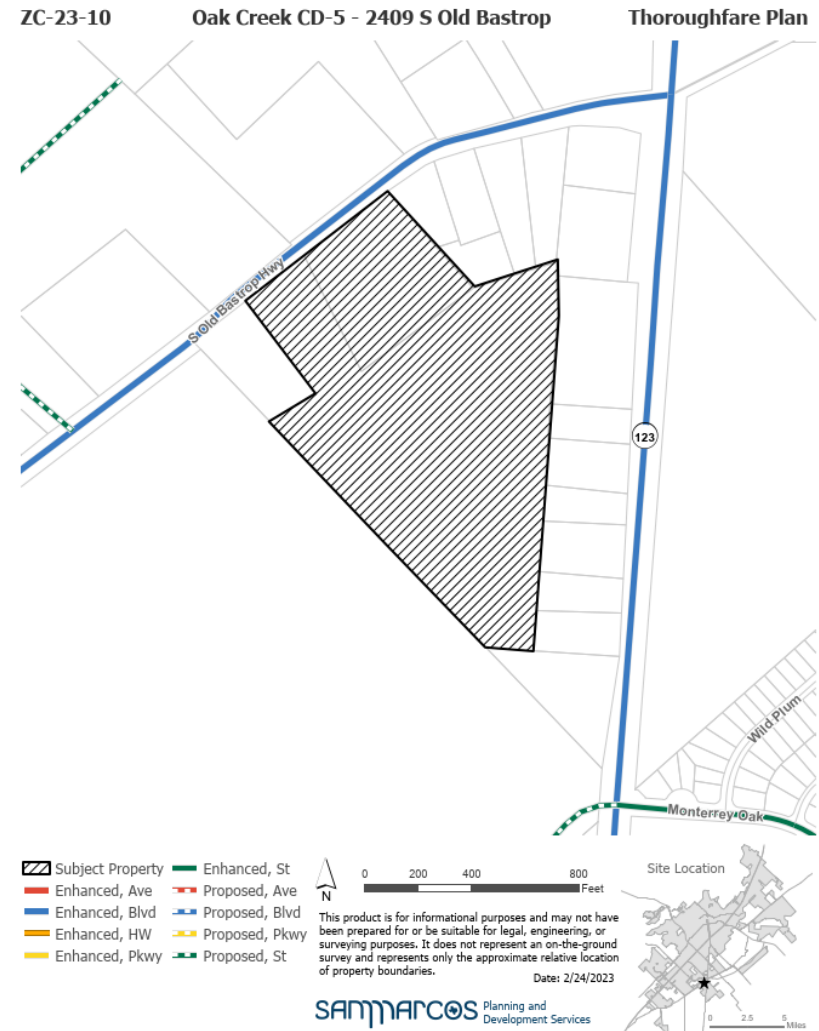 ZC-23-10 Oak Creek CD-5 - 2409 S Old Bastrop Thoroughfare Plan
S Old Bastrop Hwy
123
Wild Plum
Monterrey Oak
Subject Property
Enhanced, Ave
Enhanced, Blvd
Enhanced, HW
Enhanced, Pkwy
Enhanced, St
Proposed, Ave
Proposed, Blvd
Proposed, Pkwy
Proposed, St
N
0 200 400 800
Feet
This product is for informational purposes and may not have
been prepared for or be suitable for legal, engineering, or
surveying purposes. It does not represent an on-the-ground
survey and represents only the approximate relative location
of property boundaries.
Date: 2/24/2023
SAN MARCOS Planning and
Development Services
Site Location
0 2.5 5
Miles